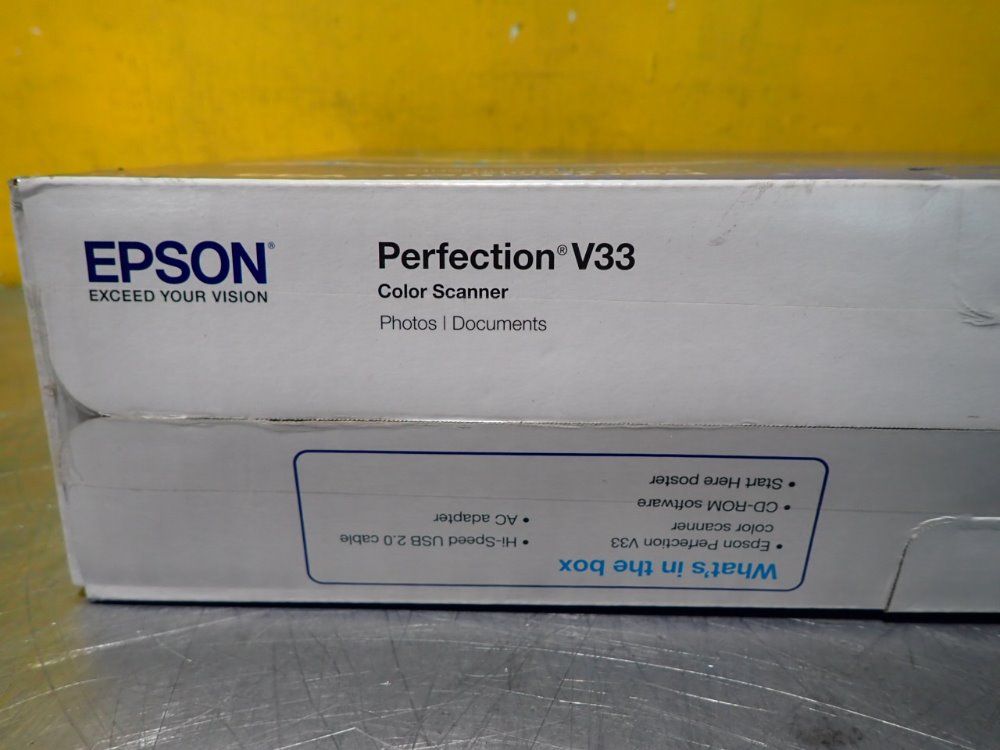 EPSON®
EXCEED YOUR VISION
Perfection® V33
Color Scanner
Photos | Documents
What's in the box
• Epson Perfection V33
color scanner
• CD-ROM software
• Start Here poster
• Hi-Speed USB 2.0 cable
• AC adapter